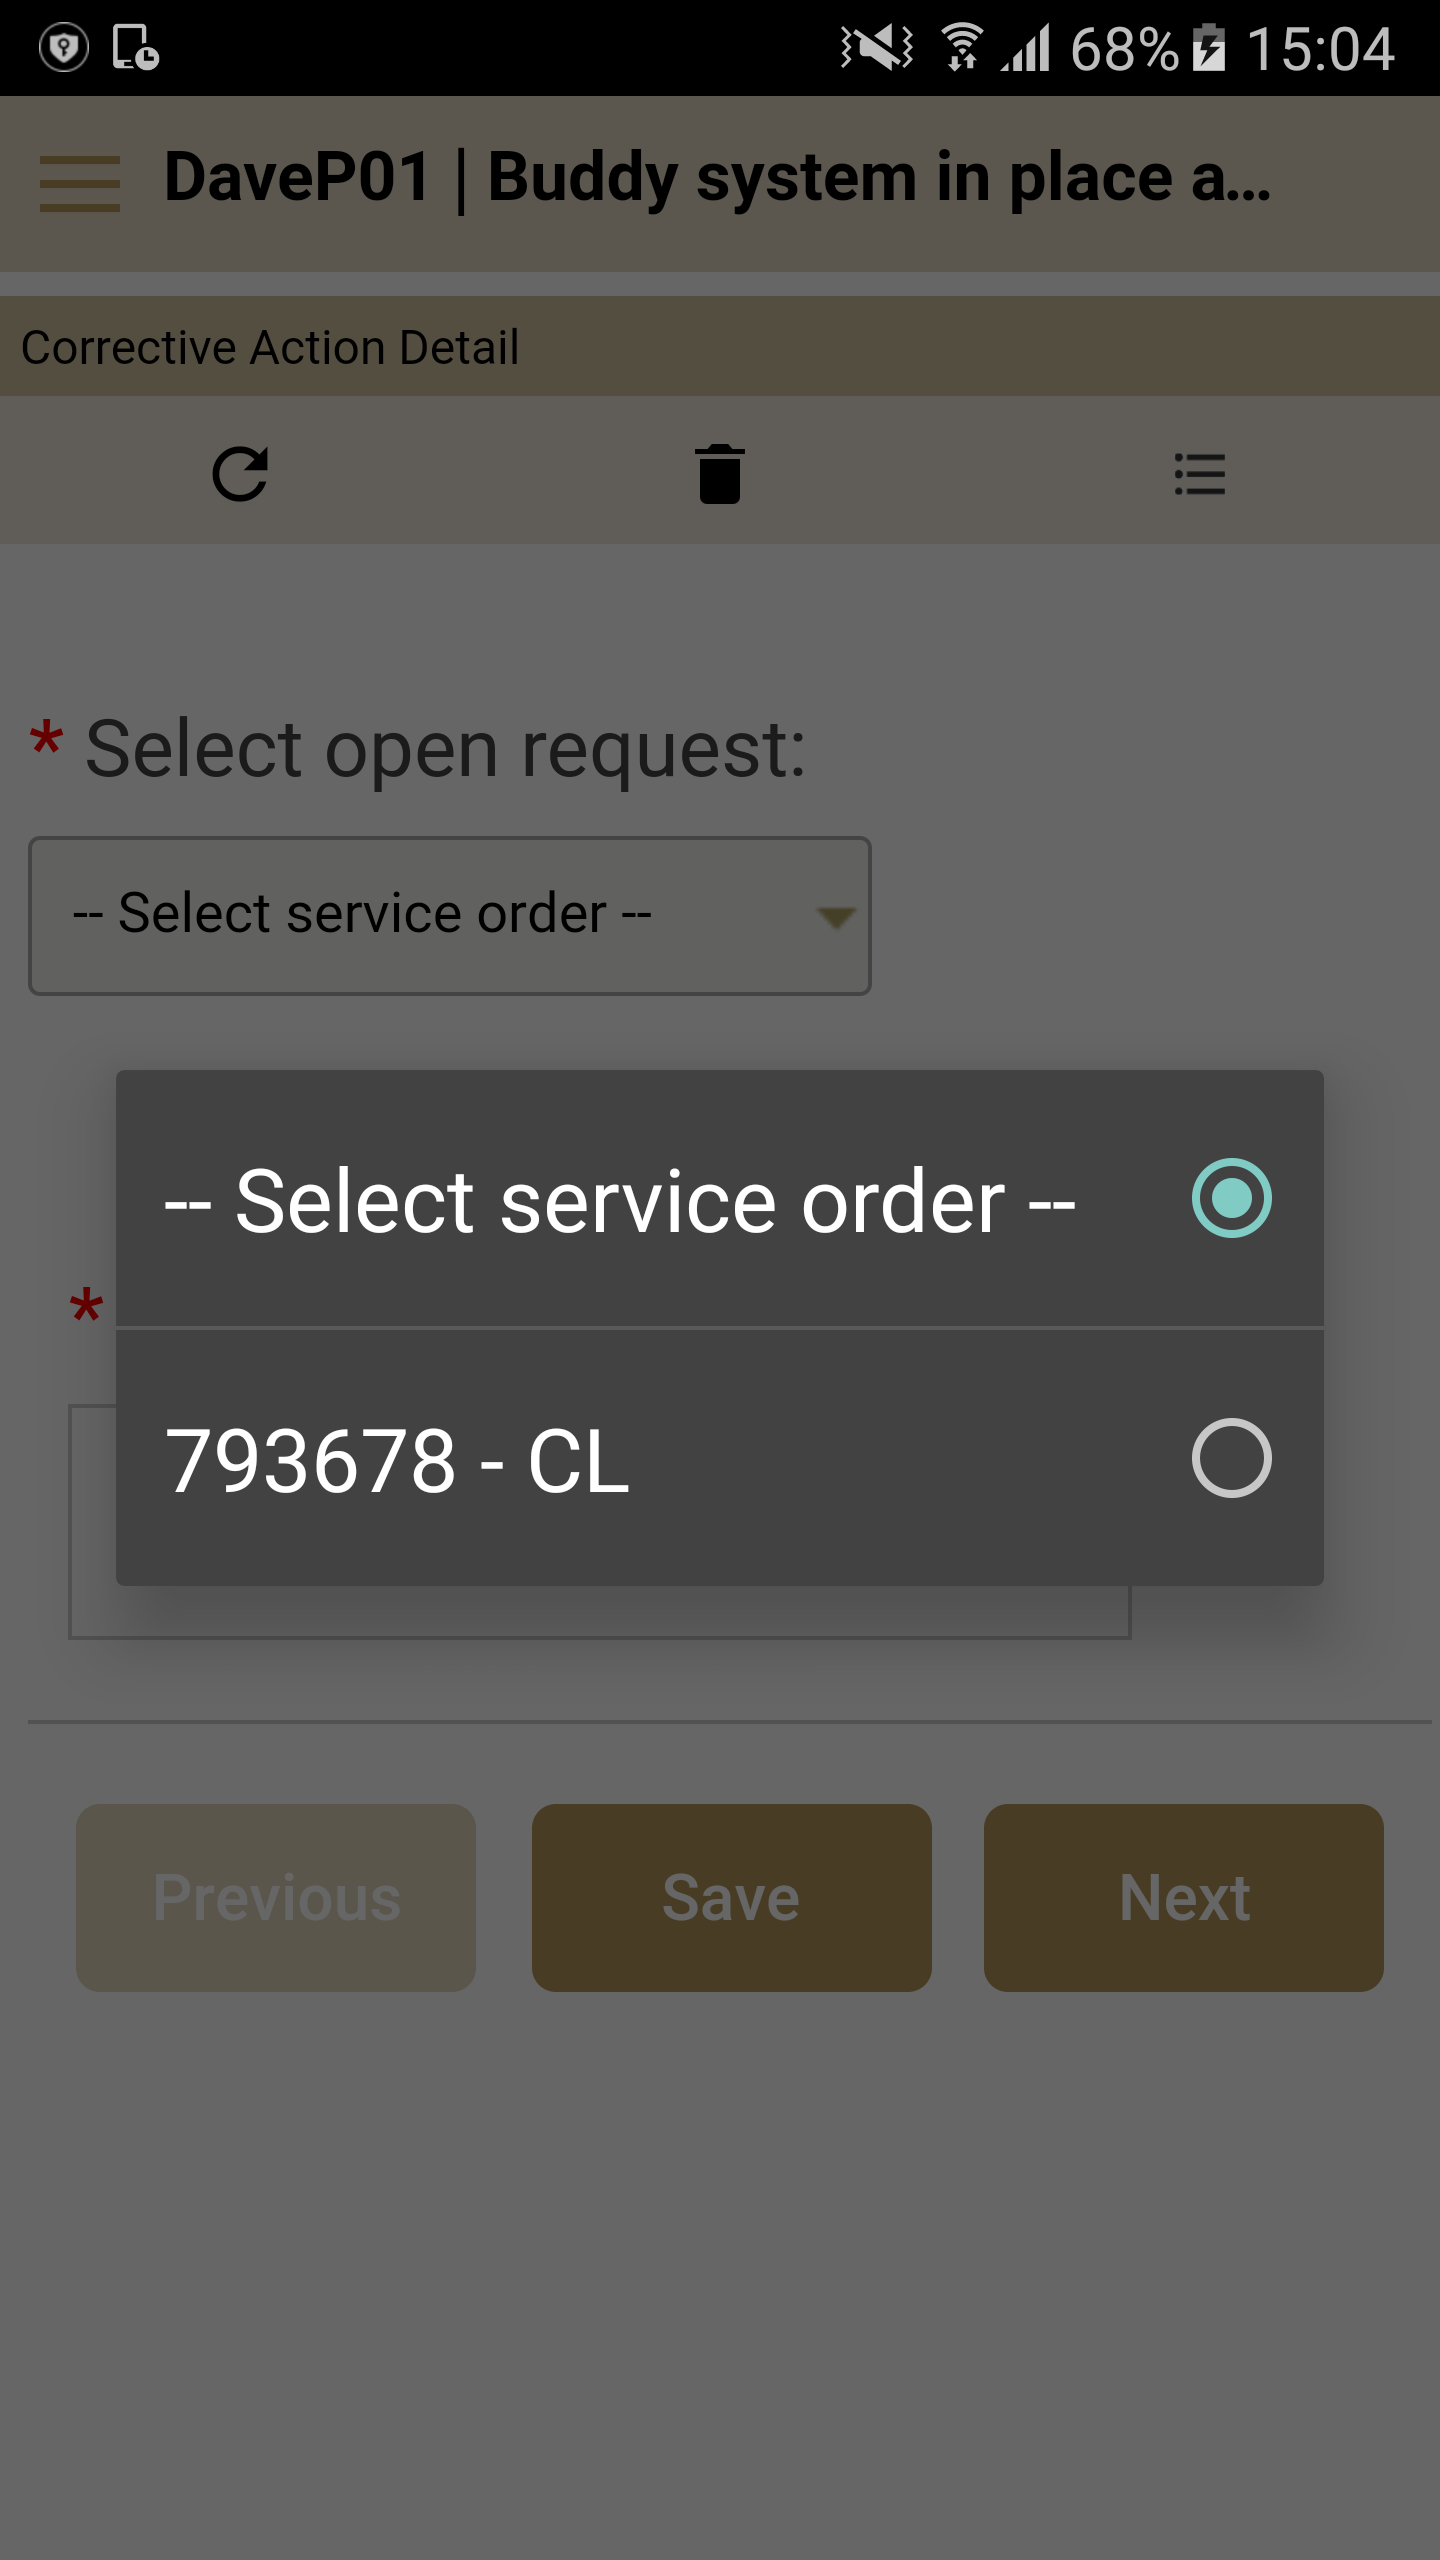 68% 15:04
DaveP01 | Buddy system in place a...
Corrective Action Detail
* Select open request:
-- Select service order --
-- Select service order --
*
793678 - CL
Previous
Save
Next